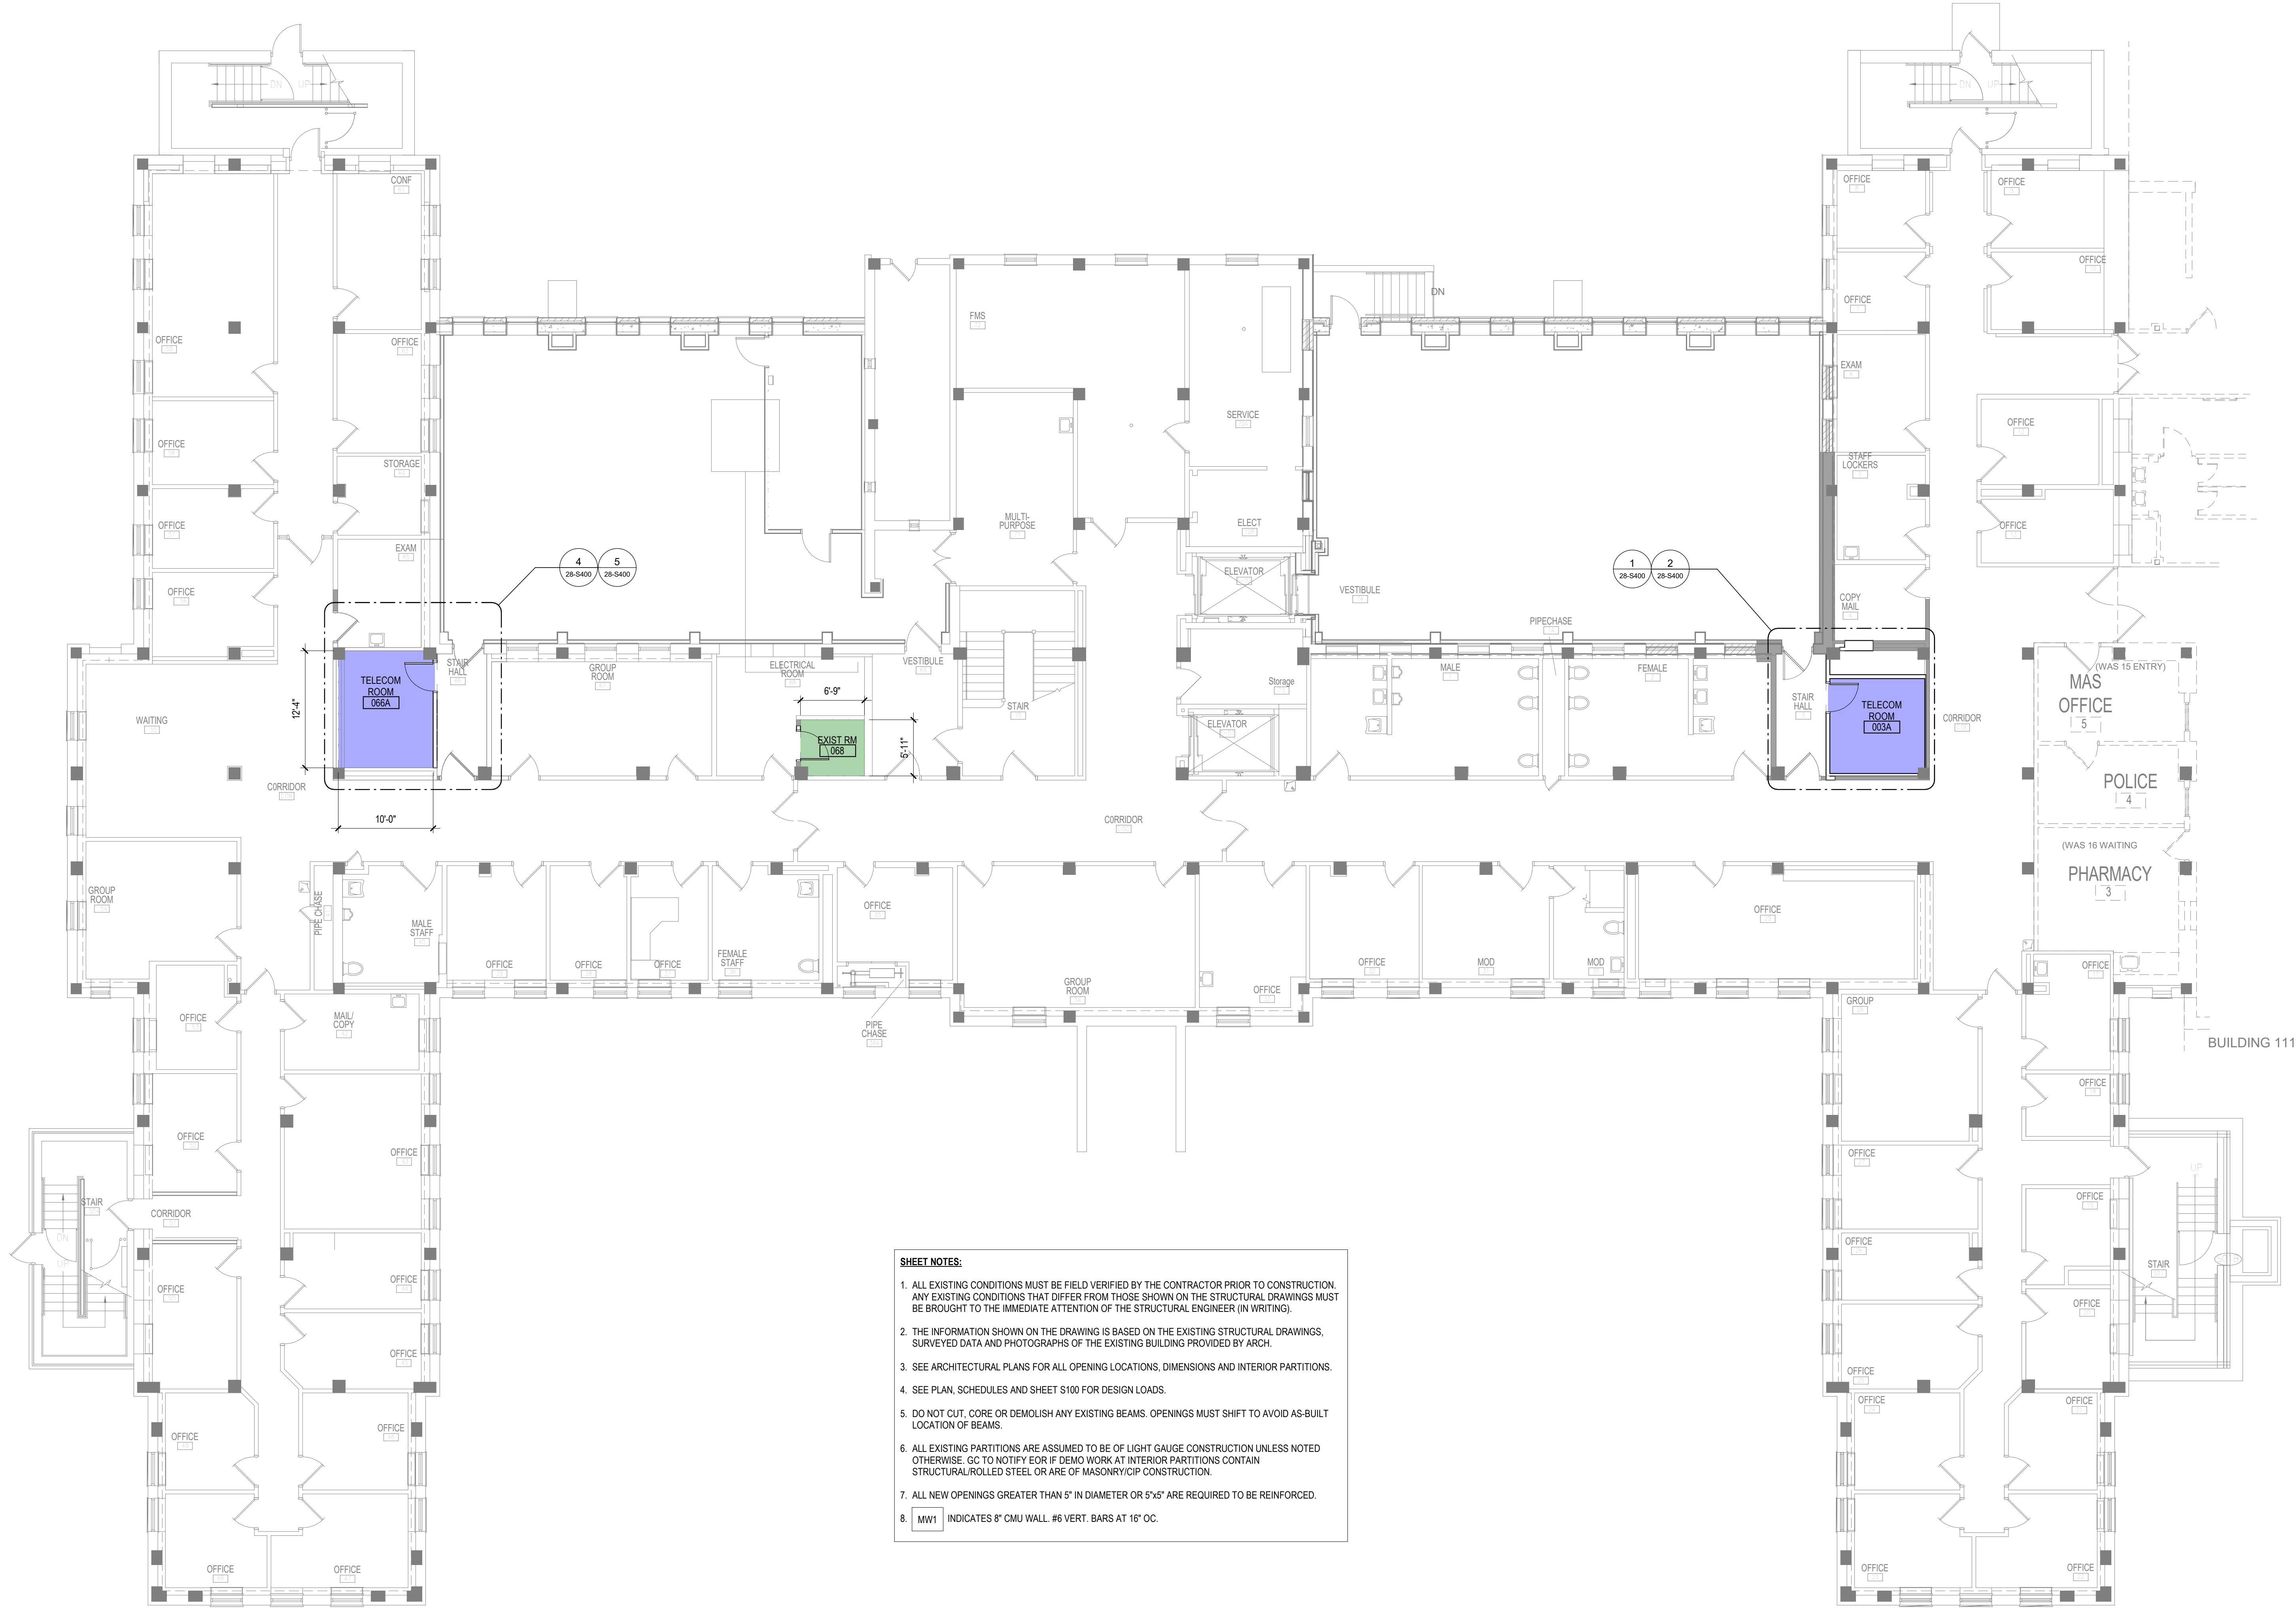 DN UP
DN UP
CONF
OFFICE
OFFICE
DN
FMS
OFFICE
OFFICE
OFFICE
OFFICE
EXAM
SERVICE
OFFICE
OFFICE
STORAGE
STAFF
LOCKERS
MULTI-
PURPOSE
ELECT
OFFICE
OFFICE
EXAM
4
28-S400
5
28-S400
1
28-S400
2
28-S400
ELEVATOR
VESTIBULE
OFFICE
COPY
MAIL
PIPECHASE
STAIR
HALL
GROUP
ROOM
ELECTRICAL
ROOM
VESTIBULE
MALE
FEMALE
(WAS 15 ENTRY)
MAS
OFFICE
5
TELECOM
ROOM
066A
12'-4"
6'-9"
Storage
STAIR
STAIR
HALL
TELECOM
ROOM
003A
C0RRIDOR
WAITING
ELEVATOR
EXIST RM
068
5'-11"
C0RRIDOR
10'-0"
C0RRIDOR
POLICE
4
(WAS 16 WAITING
PHARMACY
3
GROUP
ROOM
PIPE CHASE
MALE
STAFF
OFFICE
OFFICE
OFFICE
FEMALE
STAFF
OFFICE
GROUP
ROOM
OFFICE
OFFICE
MOD
MOD
OFFICE
OFFICE
OFFICE
MAIL/
COPY
PIPE
CHASE
GROUP
BUILDING 111
OFFICE
OFFICE
OFFICE
OFFICE
STAIR
CORRIDOR
DN
UP
UP
OFFICE
OFFICE
STAIR
OFFICE
OFFICE
OFFICE
OFFICE
OFFICE
OFFICE
OFFICE
OFFICE
OFFICE
OFFICE
OFFICE
OFFICE
OFFICE
OFFICE
SHEET NOTES:
1. ALL EXISTING CONDITIONS MUST BE FIELD VERIFIED BY THE CONTRACTOR PRIOR TO CONSTRUCTION.
ANY EXISTING CONDITIONS THAT DIFFER FROM THOSE SHOWN ON THE STRUCTURAL DRAWINGS MUST
BE BROUGHT TO THE IMMEDIATE ATTENTION OF THE STRUCTURAL ENGINEER (IN WRITING).
2. THE INFORMATION SHOWN ON THE DRAWING IS BASED ON THE EXISTING STRUCTURAL DRAWINGS,
SURVEYED DATA AND PHOTOGRAPHS OF THE EXISTING BUILDING PROVIDED BY ARCH.
3. SEE ARCHITECTURAL PLANS FOR ALL OPENING LOCATIONS, DIMENSIONS AND INTERIOR PARTITIONS.
4. SEE PLAN, SCHEDULES AND SHEET S100 FOR DESIGN LOADS.
5. DO NOT CUT, CORE OR DEMOLISH ANY EXISTING BEAMS. OPENINGS MUST SHIFT TO AVOID AS-BUILT
LOCATION OF BEAMS.
6. ALL EXISTING PARTITIONS ARE ASSUMED TO BE OF LIGHT GAUGE CONSTRUCTION UNLESS NOTED
OTHERWISE. GC TO NOTIFY EOR IF DEMO WORK AT INTERIOR PARTITIONS CONTAIN
STRUCTURAL/ROLLED STEEL OR ARE OF MASONRY/CIP CONSTRUCTION.
7. ALL NEW OPENINGS GREATER THAN 5" IN DIAMETER OR 5"x5" ARE REQUIRED TO BE REINFORCED.
8. MW1 INDICATES 8" CMU WALL. #6 VERT. BARS AT 16" OC.